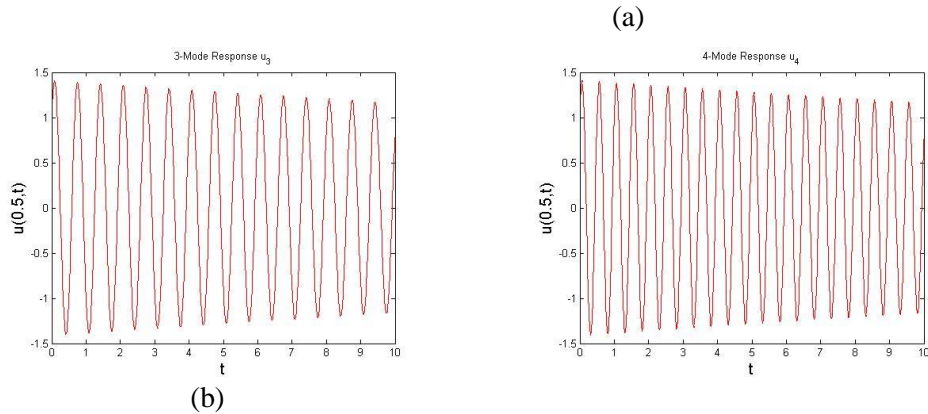 (a)
3-Mode Response u3
1.5
1
0.5
0
-0.5
-1
-1.5
0 1 2 3 4 5 6 7 8 9 10
u(0.5,t)
t
(b)
4-Mode Response u4
1.5
1
0.5
0
-0.5
-1
-1.5
0 1 2 3 4 5 6 7 8 9 10
u(0.5,t)
t